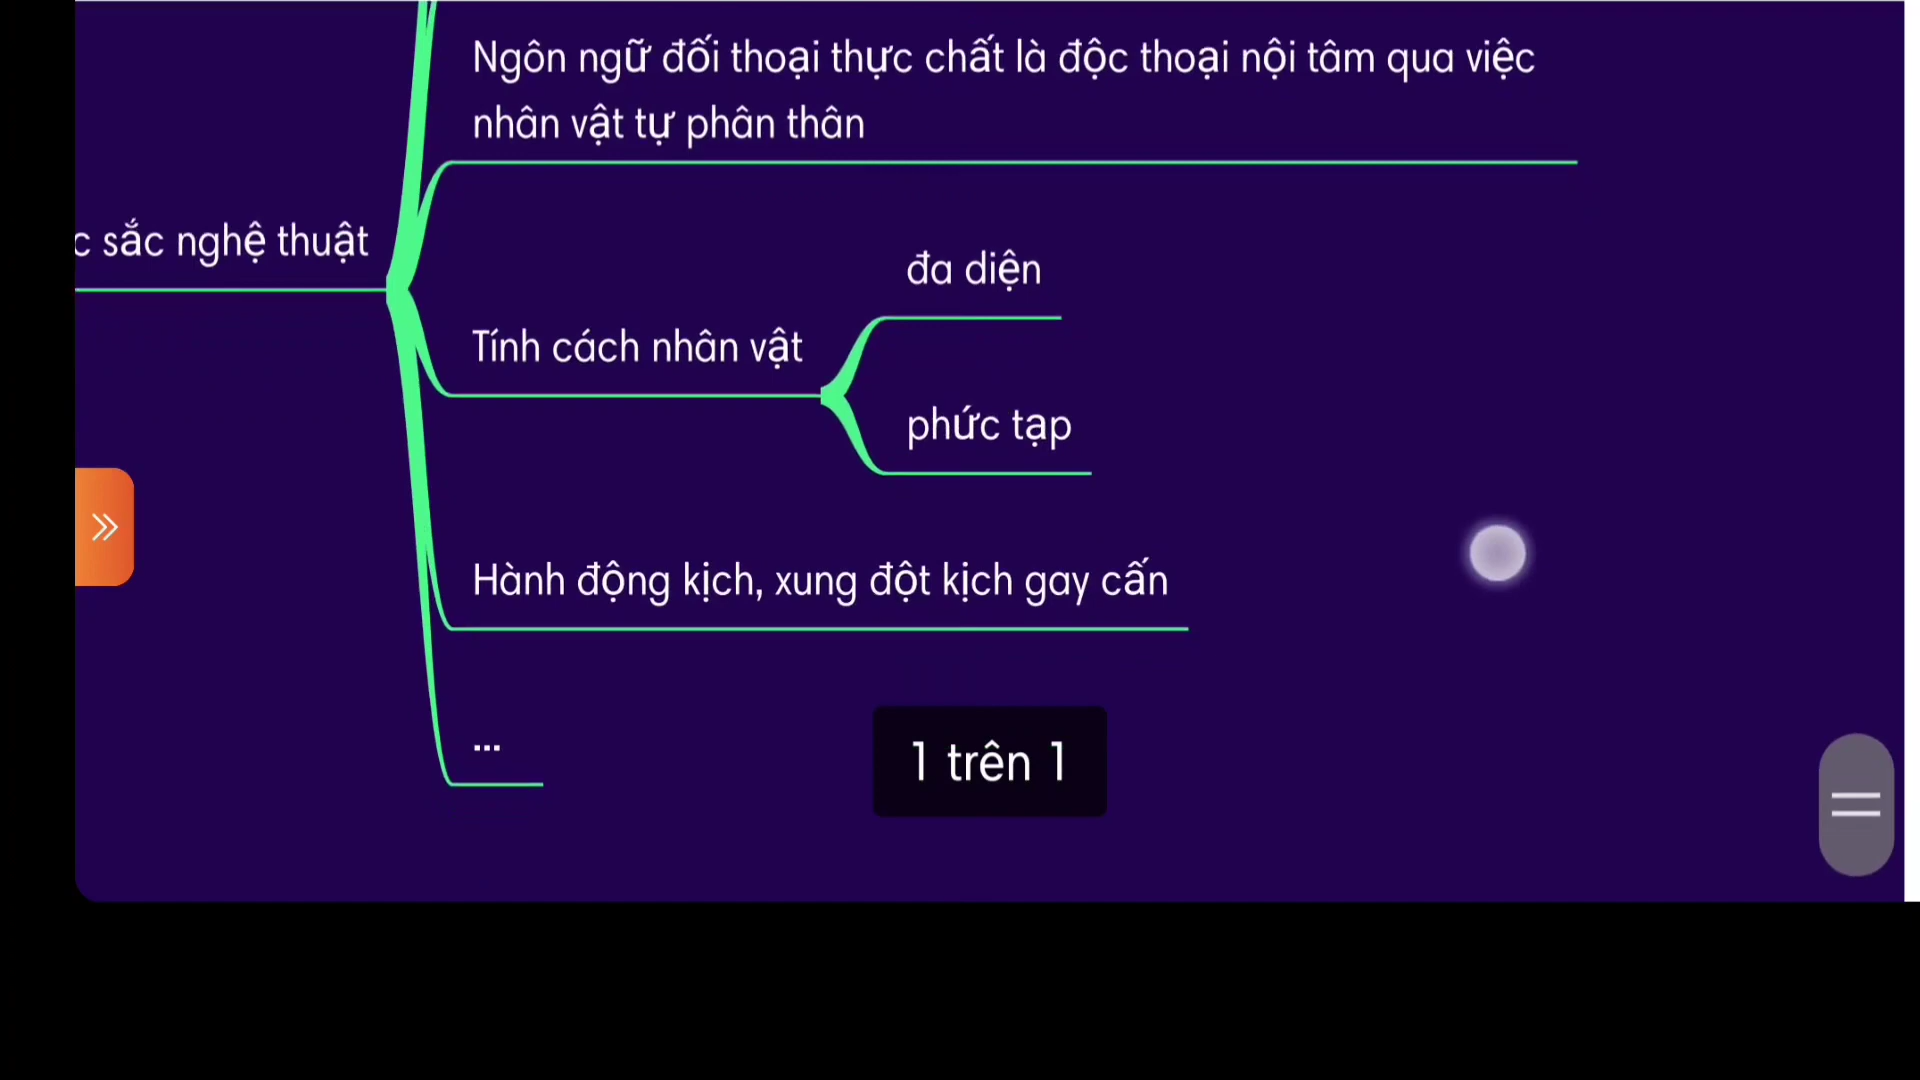 Ngôn ngữ đối thoại thực chất là độc thoại nội tâm qua việc
nhân vật tự phân thân
c sắc nghệ thuật
đa diện
Tính cách nhân vật
phức tạp
Hành động kịch, xung đột kịch gay cấn
...
1 trên 1